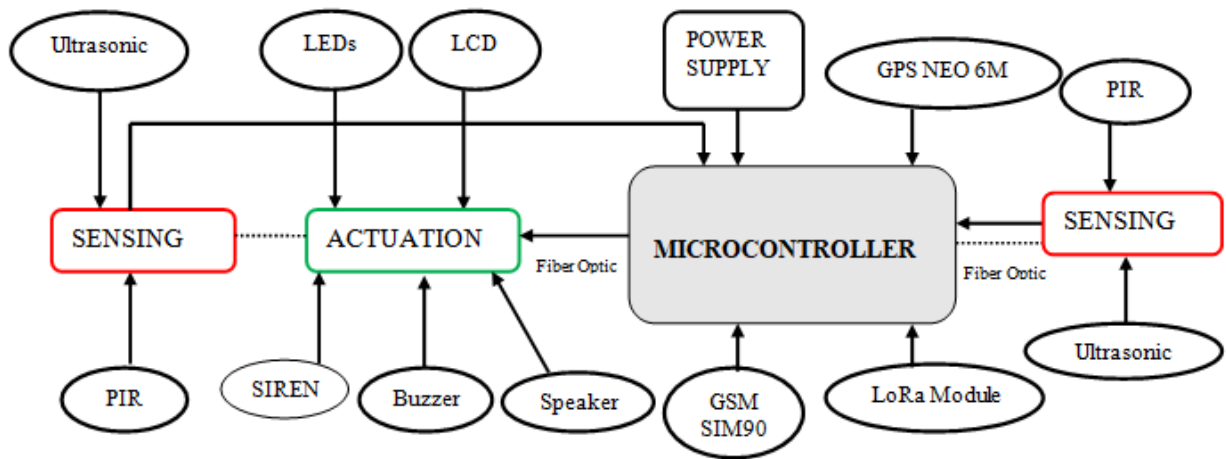 Ultrasonic
LEDs
LCD
POWER
SUPPLY
GPS NEO 6M
PIR
SENSING
ACTUATION
MICROCONTROLLER
SENSING
Fiber Optic
Fiber Optic
PIR
SIREN
Buzzer
Speaker
GSM
SIM90
LoRa Module
Ultrasonic